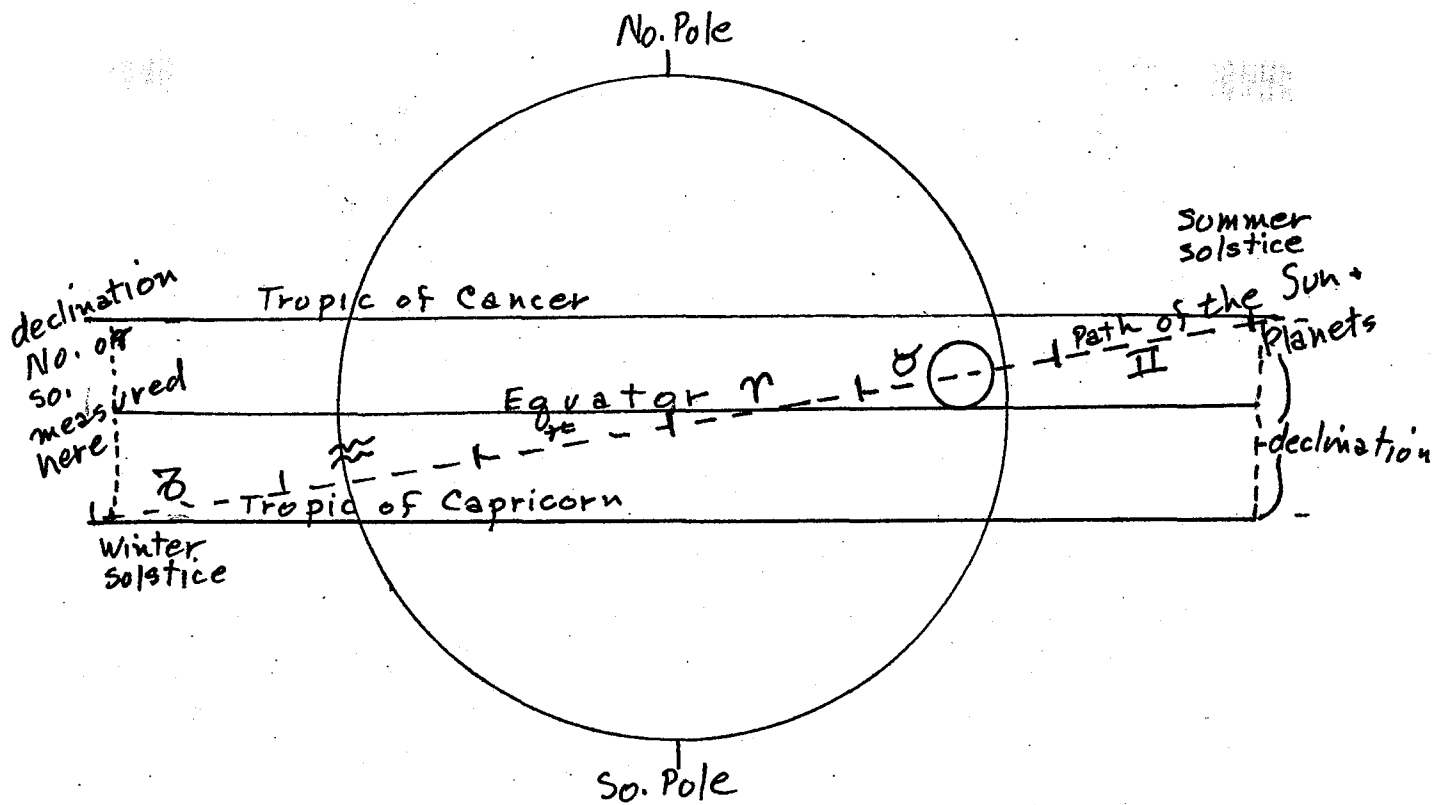 No. Pole
Summer
solstice
declination
No. or
so.
measured
here
Tropic of Cancer
Path of the Sun +
Planets
♊
♉
Equator ♈
♓
♒
declination
♑
Tropic of Capricorn
Winter
solstice
So. Pole